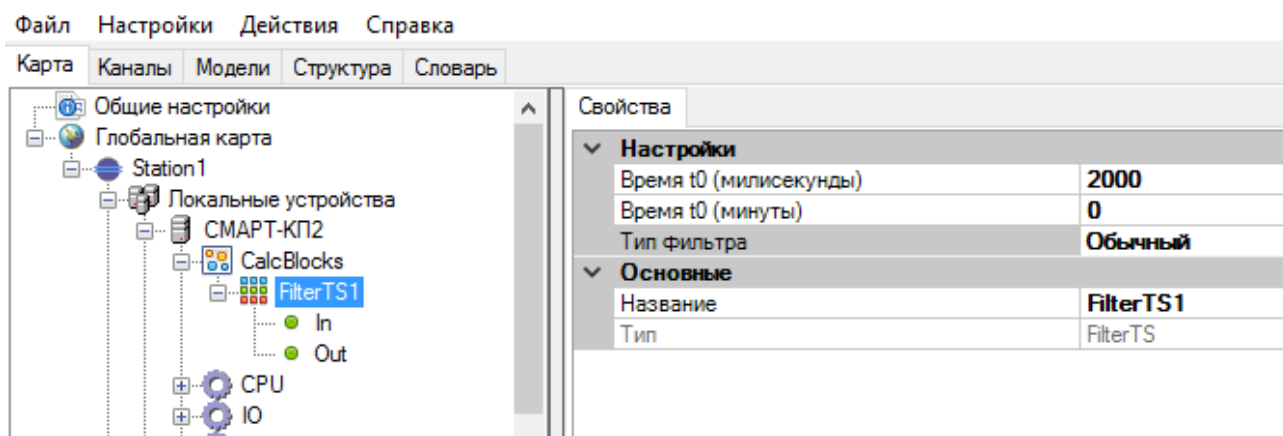 Файл Настройки Действия Справка
Карта Каналы Модели Структура Словарь
Общие настройки
Глобальная карта
Station1
Локальные устройства
СМАРТ-КП2
CalcBlocks
FilterTS1
In
Out
CPU
IO
Свойства
Настройки
Время t0 (милисекунды) 2000
Время t0 (минуты) 0
Тип фильтра Обычный
Основные
Название FilterTS1
Тип FilterTS